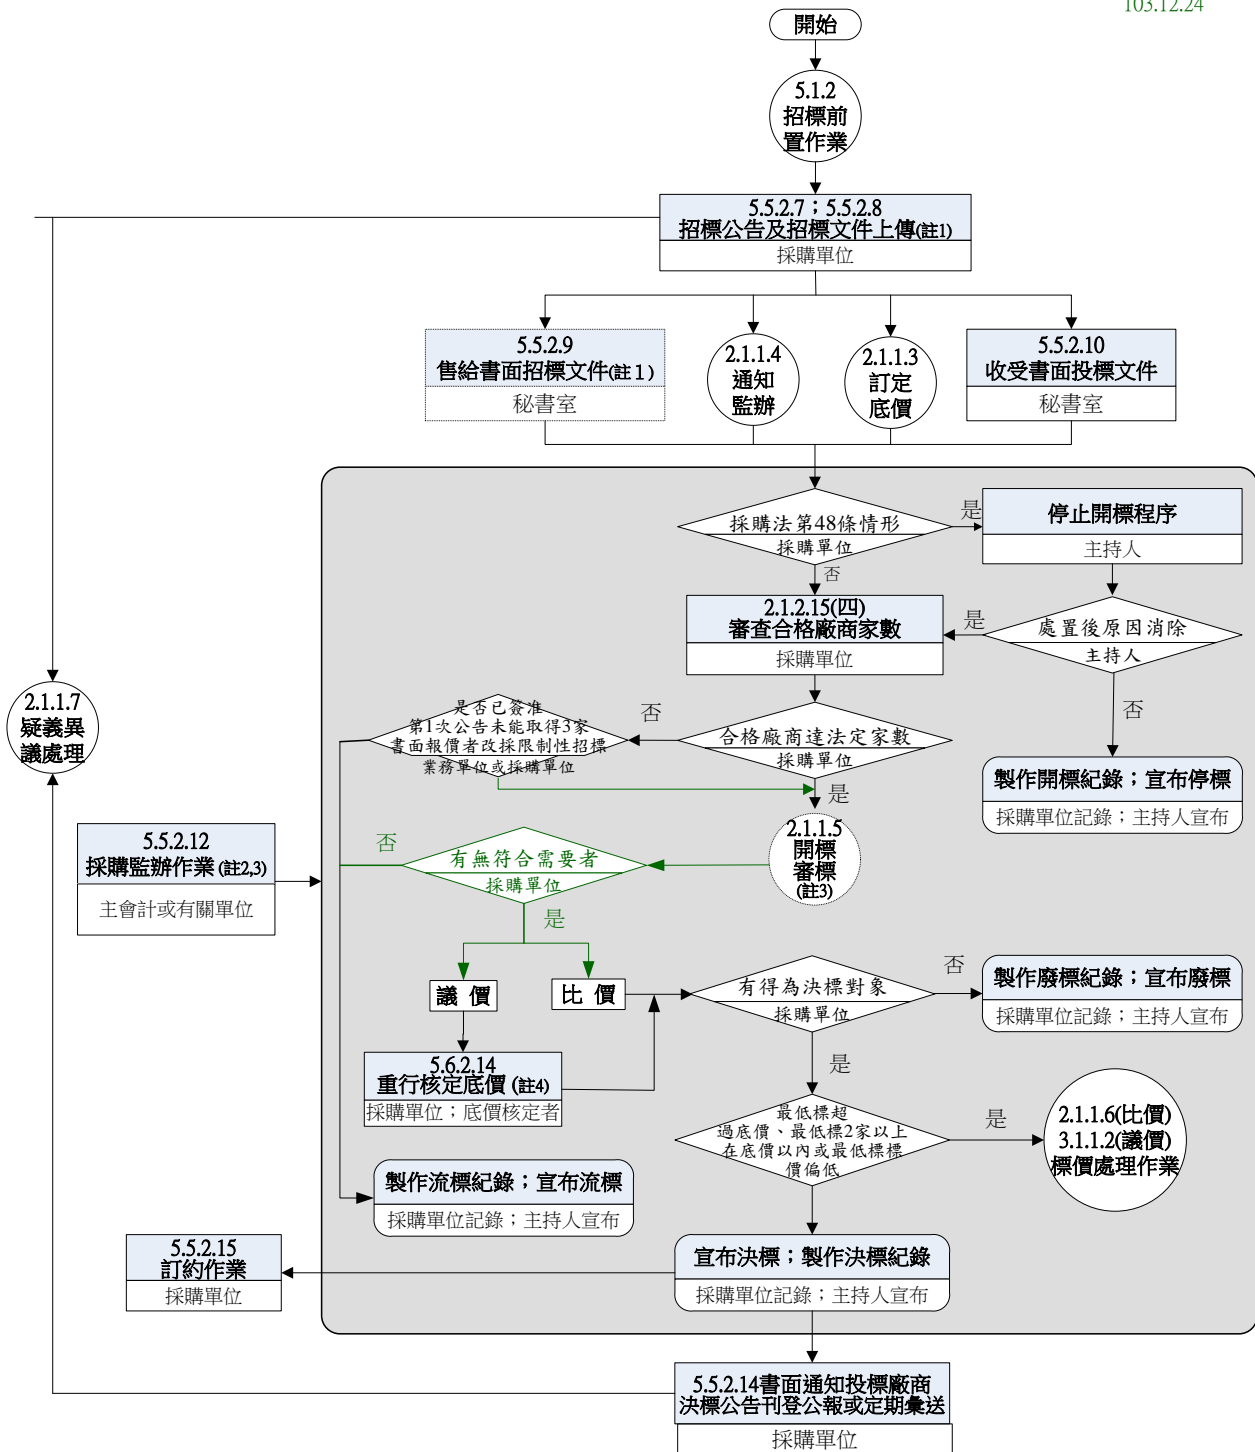 103.12.24
開始
5.1.2
招標前
置作業
5.5.2.7；5.5.2.8
招標公告及招標文件上傳(註1)
採購單位
5.5.2.9
售給書面招標文件(註１)
秘書室
2.1.1.4
通知
監辦
2.1.1.3
訂定
底價
5.5.2.10
收受書面投標文件
秘書室
採購法第48條情形
採購單位
是
停止開標程序
主持人
否
2.1.2.15(四)
審查合格廠商家數
採購單位
是
處置後原因消除
主持人
否
製作開標紀錄；宣布停標
採購單位記錄；主持人宣布
2.1.1.7
疑義異
議處理
是否已簽准
第1次公告未能取得3家
書面報價者改採限制性招標
業務單位或採購單位
否
合格廠商達法定家數
採購單位
是
5.5.2.12
採購監辦作業(註2,3)
主會計或有關單位
否
有無符合需要者
採購單位
2.1.1.5
開標
審標
(註3)
是
議 價
比 價
有得為決標對象
採購單位
否
製作廢標紀錄；宣布廢標
採購單位記錄；主持人宣布
5.6.2.14
重行核定底價(註4)
採購單位；底價核定者
是
最低標超
過底價、最低標2家以上
在底價以內或最低標標
價偏低
是
2.1.1.6(比價)
3.1.1.2(議價)
標價處理作業
製作流標紀錄；宣布流標
採購單位記錄；主持人宣布
5.5.2.15
訂約作業
採購單位
宣布決標；製作決標紀錄
採購單位記錄；主持人宣布
5.5.2.14書面通知投標廠商
決標公告刊登公報或定期彙送
採購單位